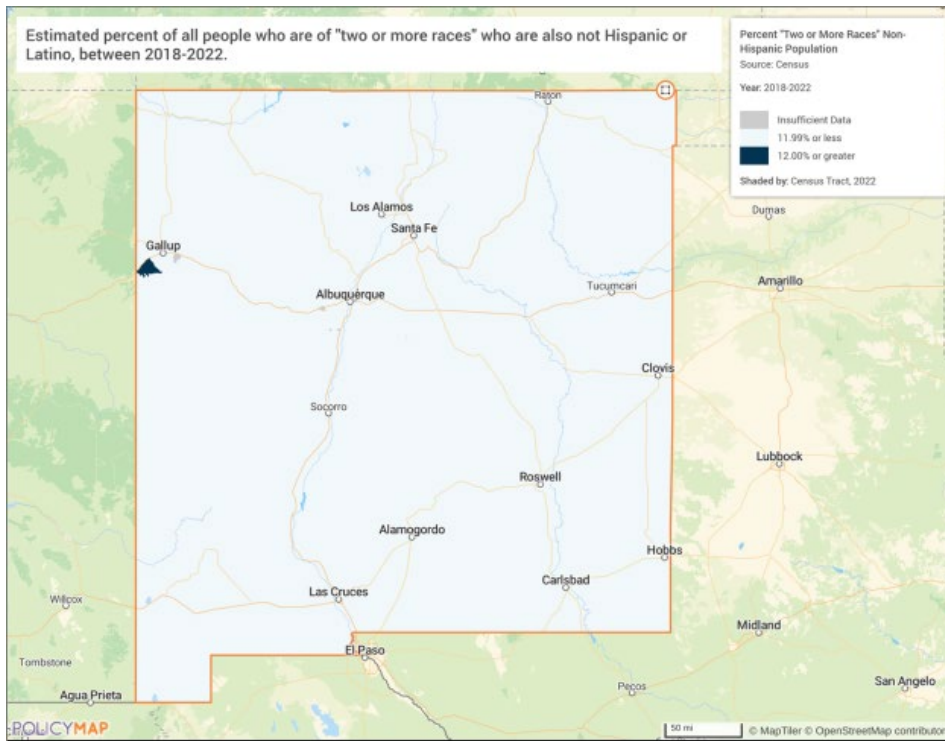 Estimated percent of all people who are of "two or more races" who are also not Hispanic or
Latino, between 2018-2022.
Percent "Two or More Races" Non-
Hispanic Population
Source: Census
Year: 2018-2022
Insufficient Data
11.99% or less
12.00% or greater
Shaded by: Census Tract, 2022
Raton
Los Alamos
Santa Fe
Dumas
Gallup
Albuquerque
Tucumcari
Amarillo
Clovis
Socorro
Lubbock
Roswell
Alamogordo
Hobbs
Las Cruces
Carlsbad
Willcox
Midland
El Paso
Tombstone
Pecos
San Angelo
Agua Prieta
POLICYMAP
50 mi
© MapTiler © OpenStreetMap contributor